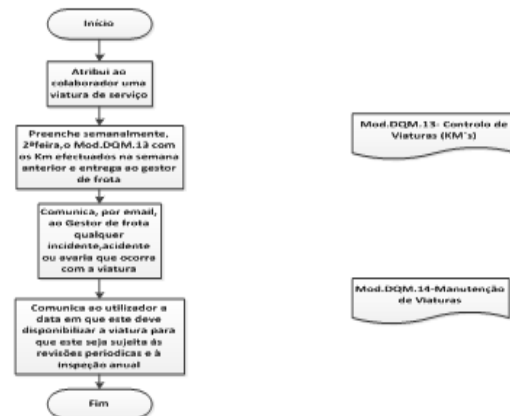 Início
Atribui ao
colaborador uma
viatura de serviço
Preenche semanalmente,
2ªfeira,o Mod.DQM.13 com
os Km efectuados na semana
anterior e entrega ao gestor
de frota
Mod.DQM.13- Controlo de
Viaturas (KM's)
Comunica, por email,
ao Gestor de frota
qualquer
incidente,acidente
ou avaria que ocorra
com a viatura
Comunica ao utilizador a
data em que este deve
disponibilizar a viatura para
que este seja sujeita ás
revisões periodicas e à
inspeção anual
Mod.DQM.14-Manutenção
de Viaturas
Fim